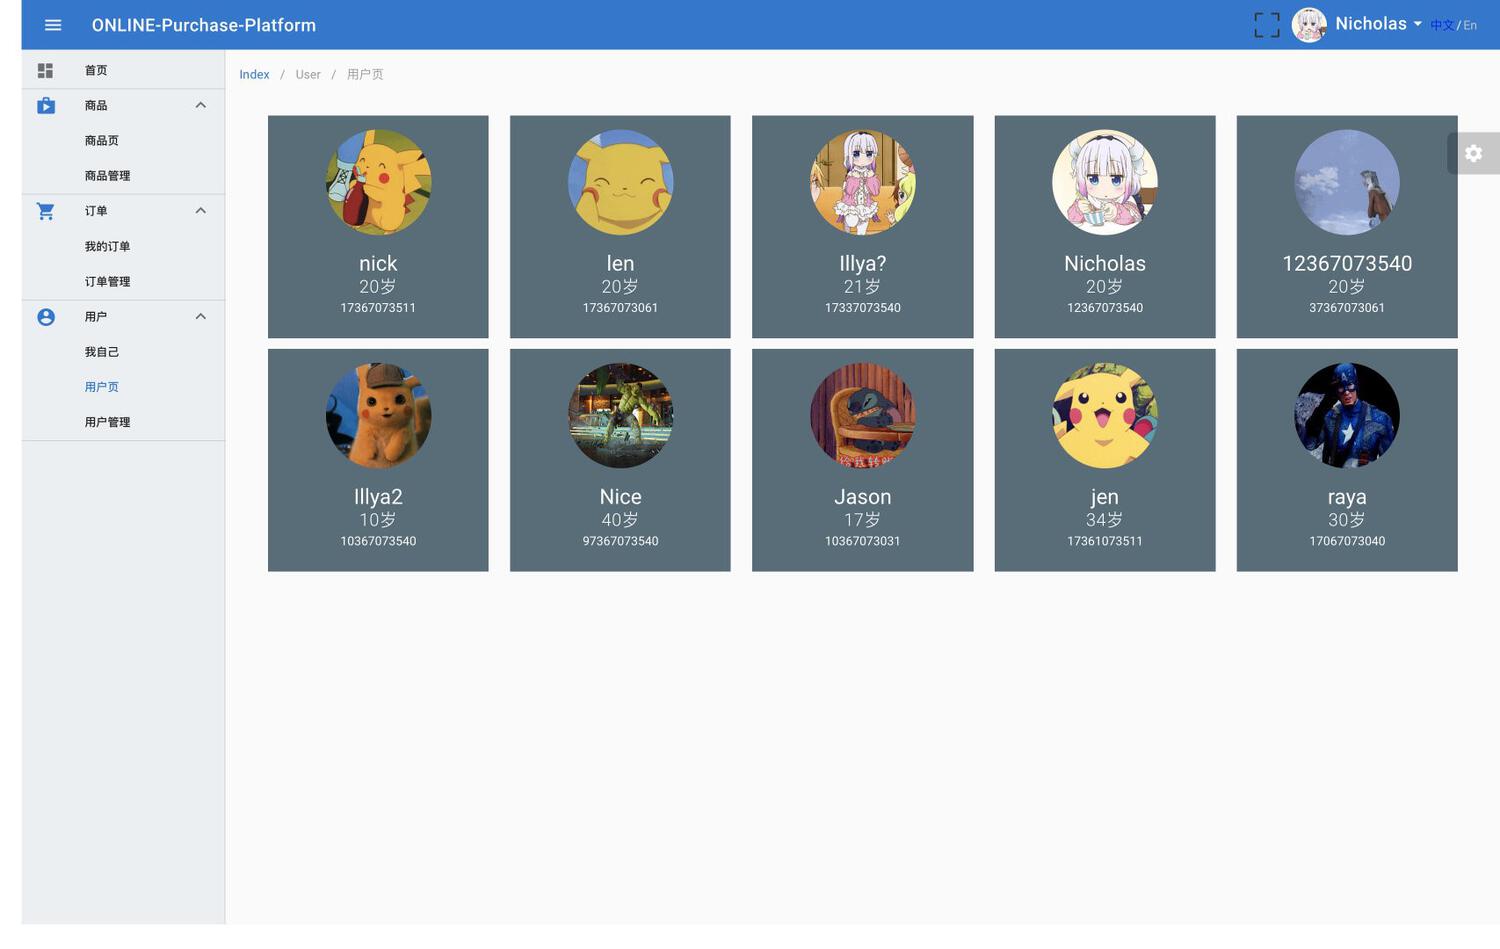 ONLINE-Purchase-Platform
Nicholas
中文/En
首页
商品
商品页
商品管理
订单
我的订单
订单管理
用户
我自己
用户页
用户管理
Index / User / 用户页
nick
20岁
17367073511
len
20岁
17367073061
Illya?
21岁
17337073540
Nicholas
20岁
12367073540
12367073540
20岁
37367073061
Illya2
10岁
10367073540
Nice
40岁
97367073540
Jason
17岁
10367073031
jen
34岁
17361073511
raya
30岁
17067073040